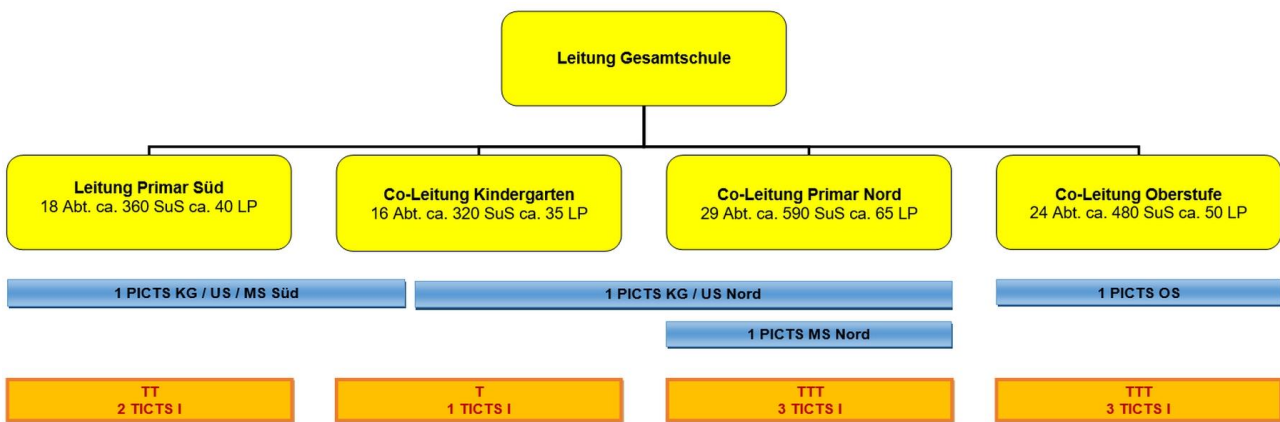 Leitung Gesamtschule
Leitung Primar Süd
18 Abt. ca. 360 SuS ca. 40 LP
Co-Leitung Kindergarten
16 Abt. ca. 320 SuS ca. 35 LP
Co-Leitung Primar Nord
29 Abt. ca. 590 SuS ca. 65 LP
Co-Leitung Oberstufe
24 Abt. ca. 480 SuS ca. 50 LP
1 PICTS KG / US / MS Süd
1 PICTS KG / US Nord
1 PICTS OS
1 PICTS MS Nord
TT
2 TICTS I
T
1 TICTS I
TTT
3 TICTS I
TTT
3 TICTS I